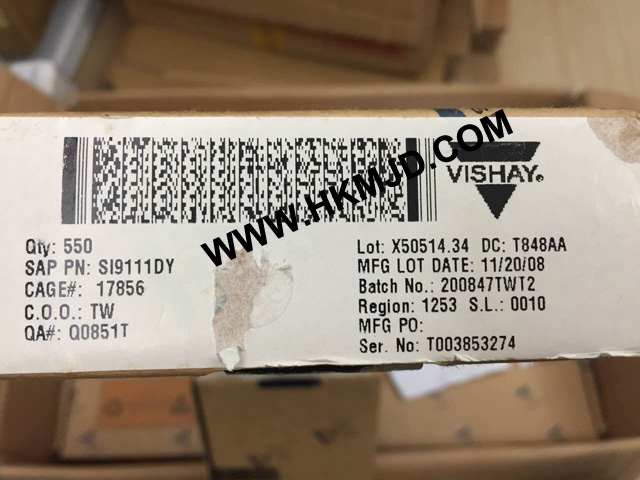 WWW.HKMJD.COM
VISHAY®
Qty: 550
SAP PN: SI9111DY
CAGE#: 17856
C.O.O.: TW
QA#: Q0851T
Lot: X50514.34 DC: T848AA
MFG LOT DATE: 11/20/08
Batch No.: 200847TWT2
Region: 1253 S.L.: 0010
MFG PO:
Ser. No: T003853274